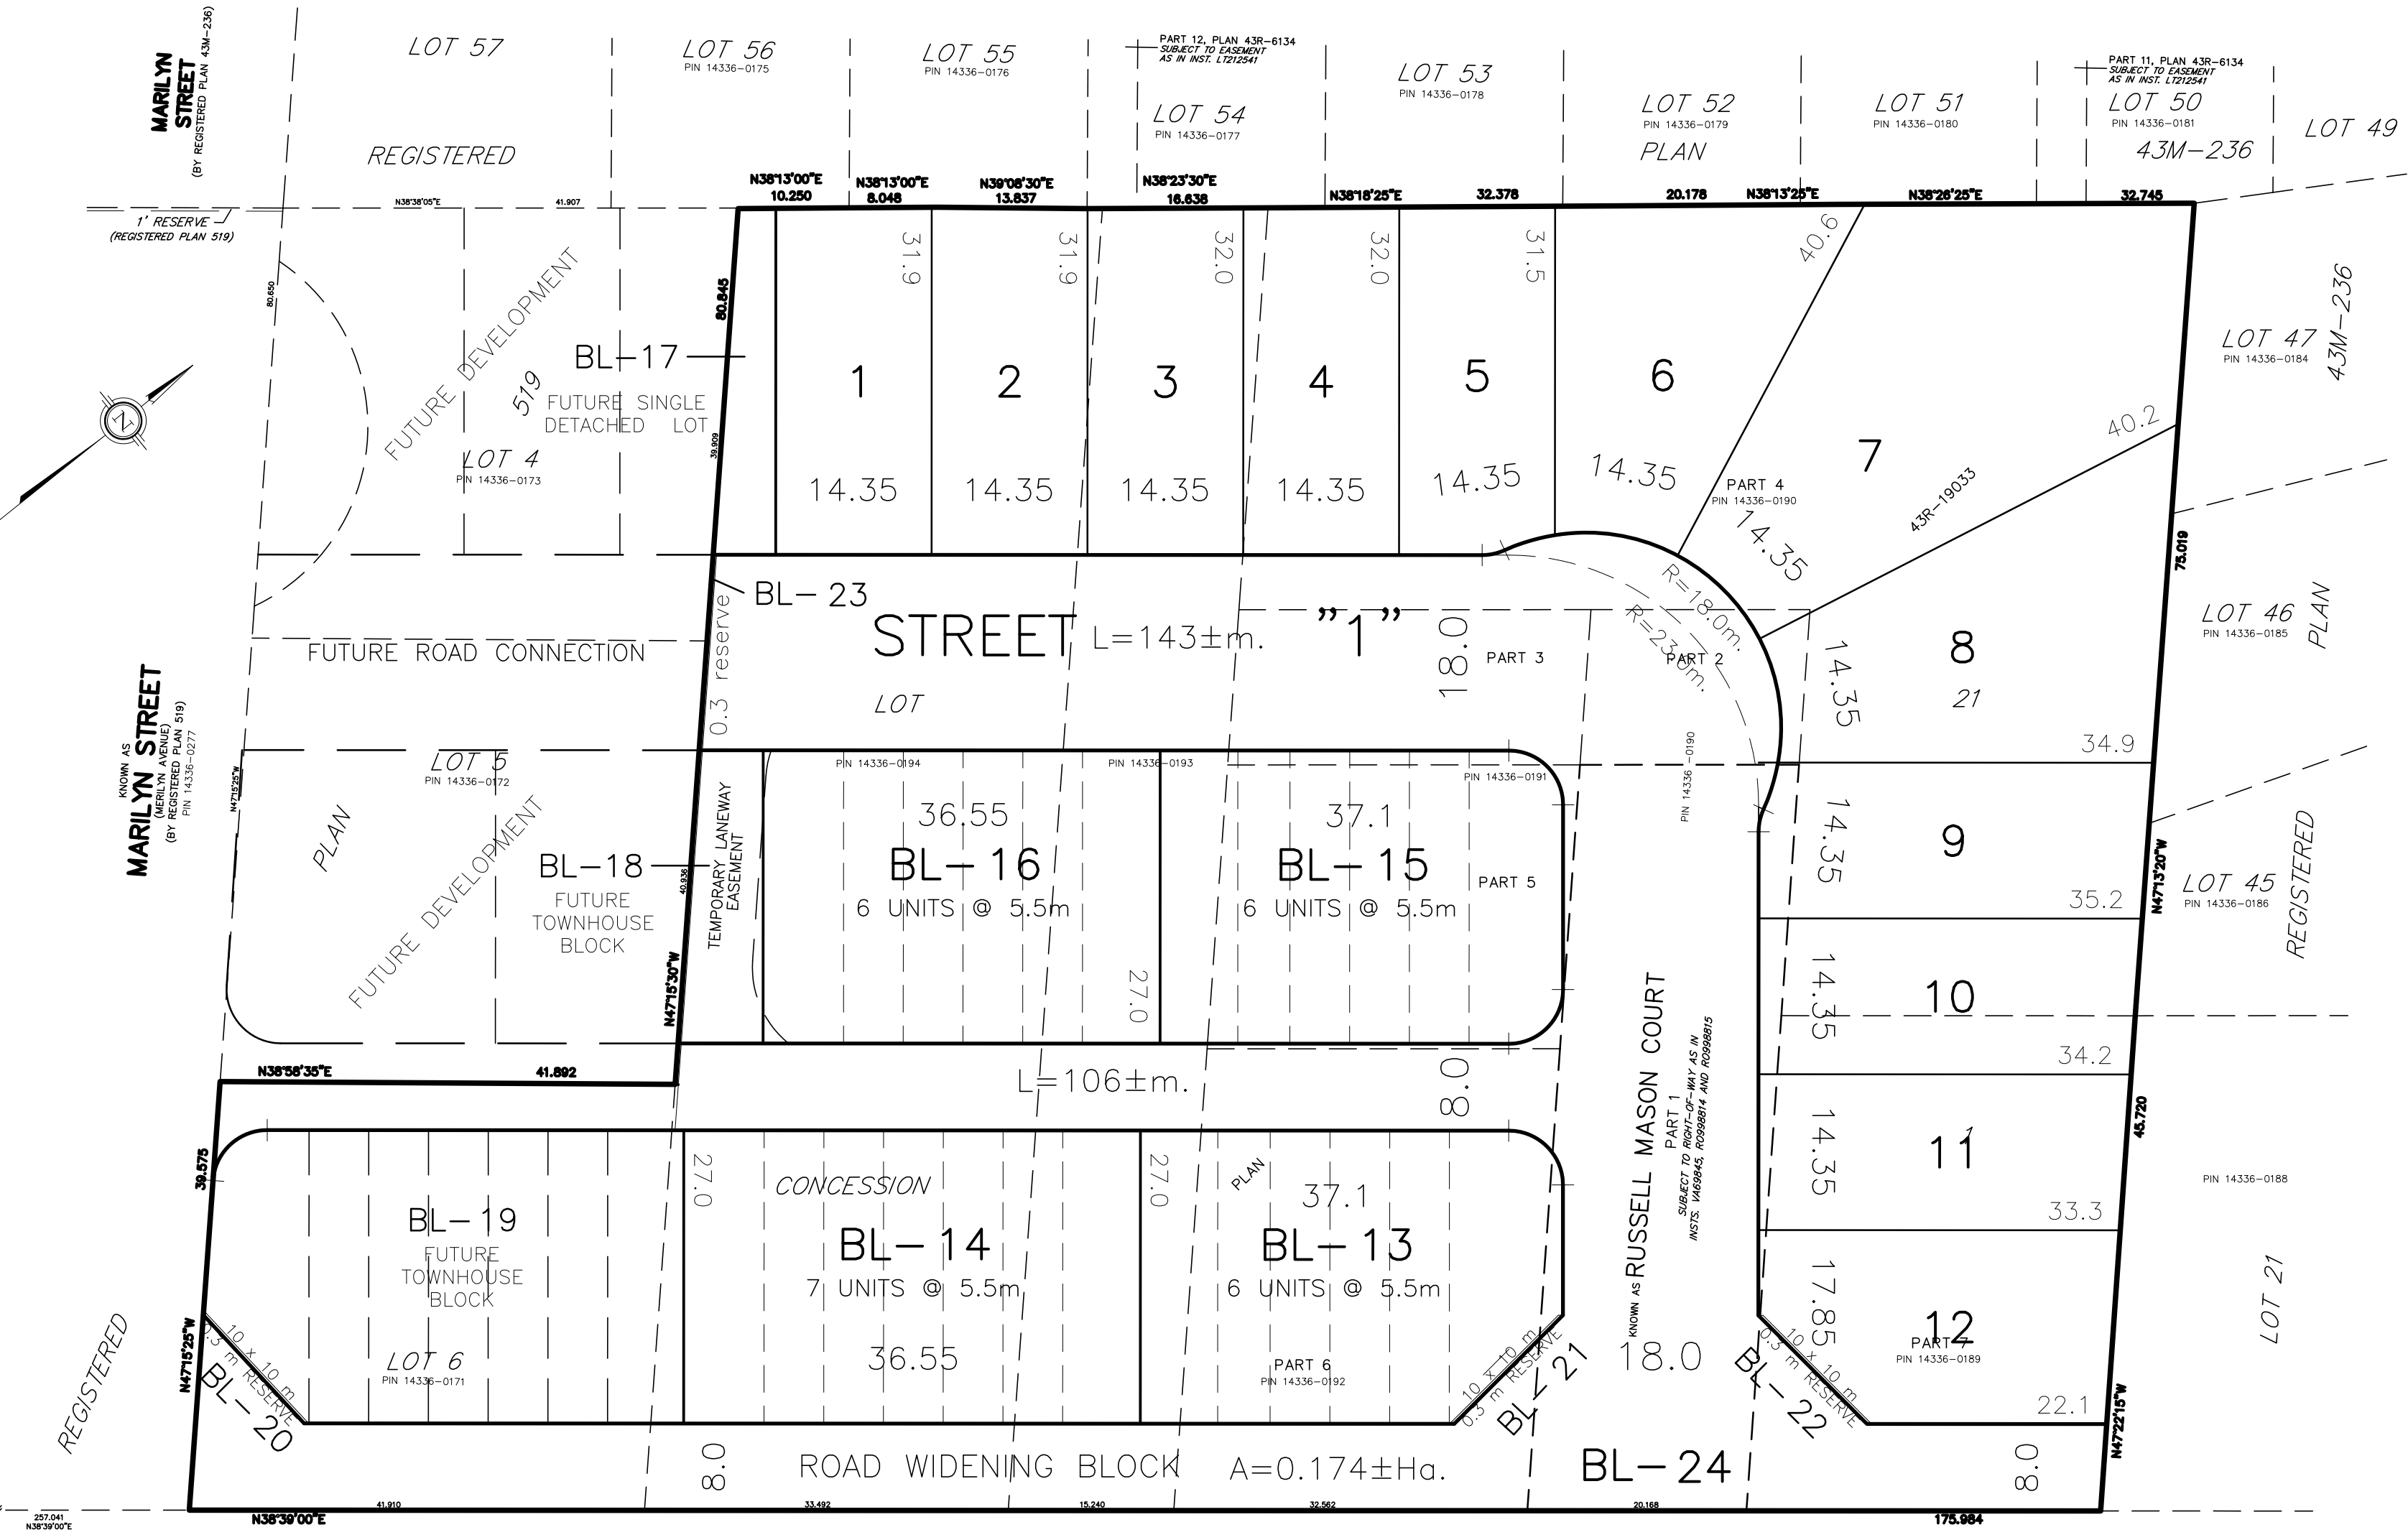 MARILYN
STREET
(BY REGISTERED PLAN 43M-236)
LOT 57
LOT 56
PIN 14336-0175
LOT 55
PIN 14336-0176
PART 12, PLAN 43R-6134
SUBJECT TO EASEMENT
AS IN INST. LT212541
LOT 54
PIN 14336-0177
LOT 53
PIN 14336-0178
LOT 52
PIN 14336-0179
LOT 51
PIN 14336-0180
PART 11, PLAN 43R-6134
SUBJECT TO EASEMENT
AS IN INST. LT212541
LOT 50
PIN 14336-0181
LOT 49
REGISTERED
PLAN
43M-236
1' RESERVE
(REGISTERED PLAN 519)
N38°38'05"E
41.907
N38°13'00"E
10.250
N38°13'00"E
8.048
N39°08'30"E
13.837
N38°23'30"E
16.638
N38°18'25"E
32.378
20.178
N38°13'25"E
N38°26'25"E
32.745
80.650
80.845
31.9
31.9
32.0
32.0
31.5
40.6
FUTURE DEVELOPMENT
519
BL-17
FUTURE SINGLE
DETACHED LOT
39.909
LOT 4
PIN 14336-0173
1
2
3
4
5
6
7
14.35
14.35
14.35
14.35
14.35
14.35
14.35
PART 4
PIN 14336-0190
43R-19033
40.2
LOT 47
PIN 14336-0184
43M-236
N
75.019
BL-23
0.3 reserve
STREET
L=143±m.
"1"
18.0
PART 3
R=18.0m.
R=23.0m.
PART 2
14.35
8
21
LOT 46
PIN 14336-0185
PLAN
FUTURE ROAD CONNECTION
LOT
34.9
KNOWN AS
MARILYN STREET
(MERILYN AVENUE)
(BY REGISTERED PLAN 519)
PIN 14336-0277
N47°15'25"W
LOT 5
PIN 14336-0172
PLAN
FUTURE DEVELOPMENT
BL-18
FUTURE
TOWNHOUSE
BLOCK
40.936
N47°15'30"W
TEMPORARY LANEWAY
EASEMENT
PIN 14336-0194
PIN 14336-0193
PIN 14336-0191
PIN 14336-0190
36.55
BL-16
6 UNITS @ 5.5m
37.1
BL-15
6 UNITS @ 5.5m
PART 5
27.0
14.35
9
35.2
N47°13'20"W
LOT 45
PIN 14336-0186
REGISTERED
14.35
10
34.2
N38°58'35"E
41.892
L=106±m.
8.0
KNOWN AS RUSSELL MASON COURT
PART 1
SUBJECT TO RIGHT-OF-WAY AS IN
INSTS. VA69845, RO998814 AND RO998815
14.35
11
1
33.3
45.720
PIN 14336-0188
39.575
BL-19
FUTURE
TOWNHOUSE
BLOCK
27.0
CONCESSION
BL-14
7 UNITS @ 5.5m
36.55
27.0
PLAN
37.1
BL-13
6 UNITS @ 5.5m
PART 6
PIN 14336-0192
17.85
12
PART 7
PIN 14336-0189
22.1
LOT 21
REGISTERED
N47°15'25"W
10 x 10 m
0.3 m RESERVE
BL-20
LOT 6
PIN 14336-0171
10 x 10 m
0.3 m RESERVE
BL-21
18.0
10 x 10 m
0.3 m RESERVE
BL-22
N47°22'15"W
8.0
ROAD WIDENING BLOCK
A=0.174±Ha.
BL-24
8.0
41.910
33.492
15.240
32.562
20.168
257.041
N38°39'00"E
N38°39'00"E
175.984